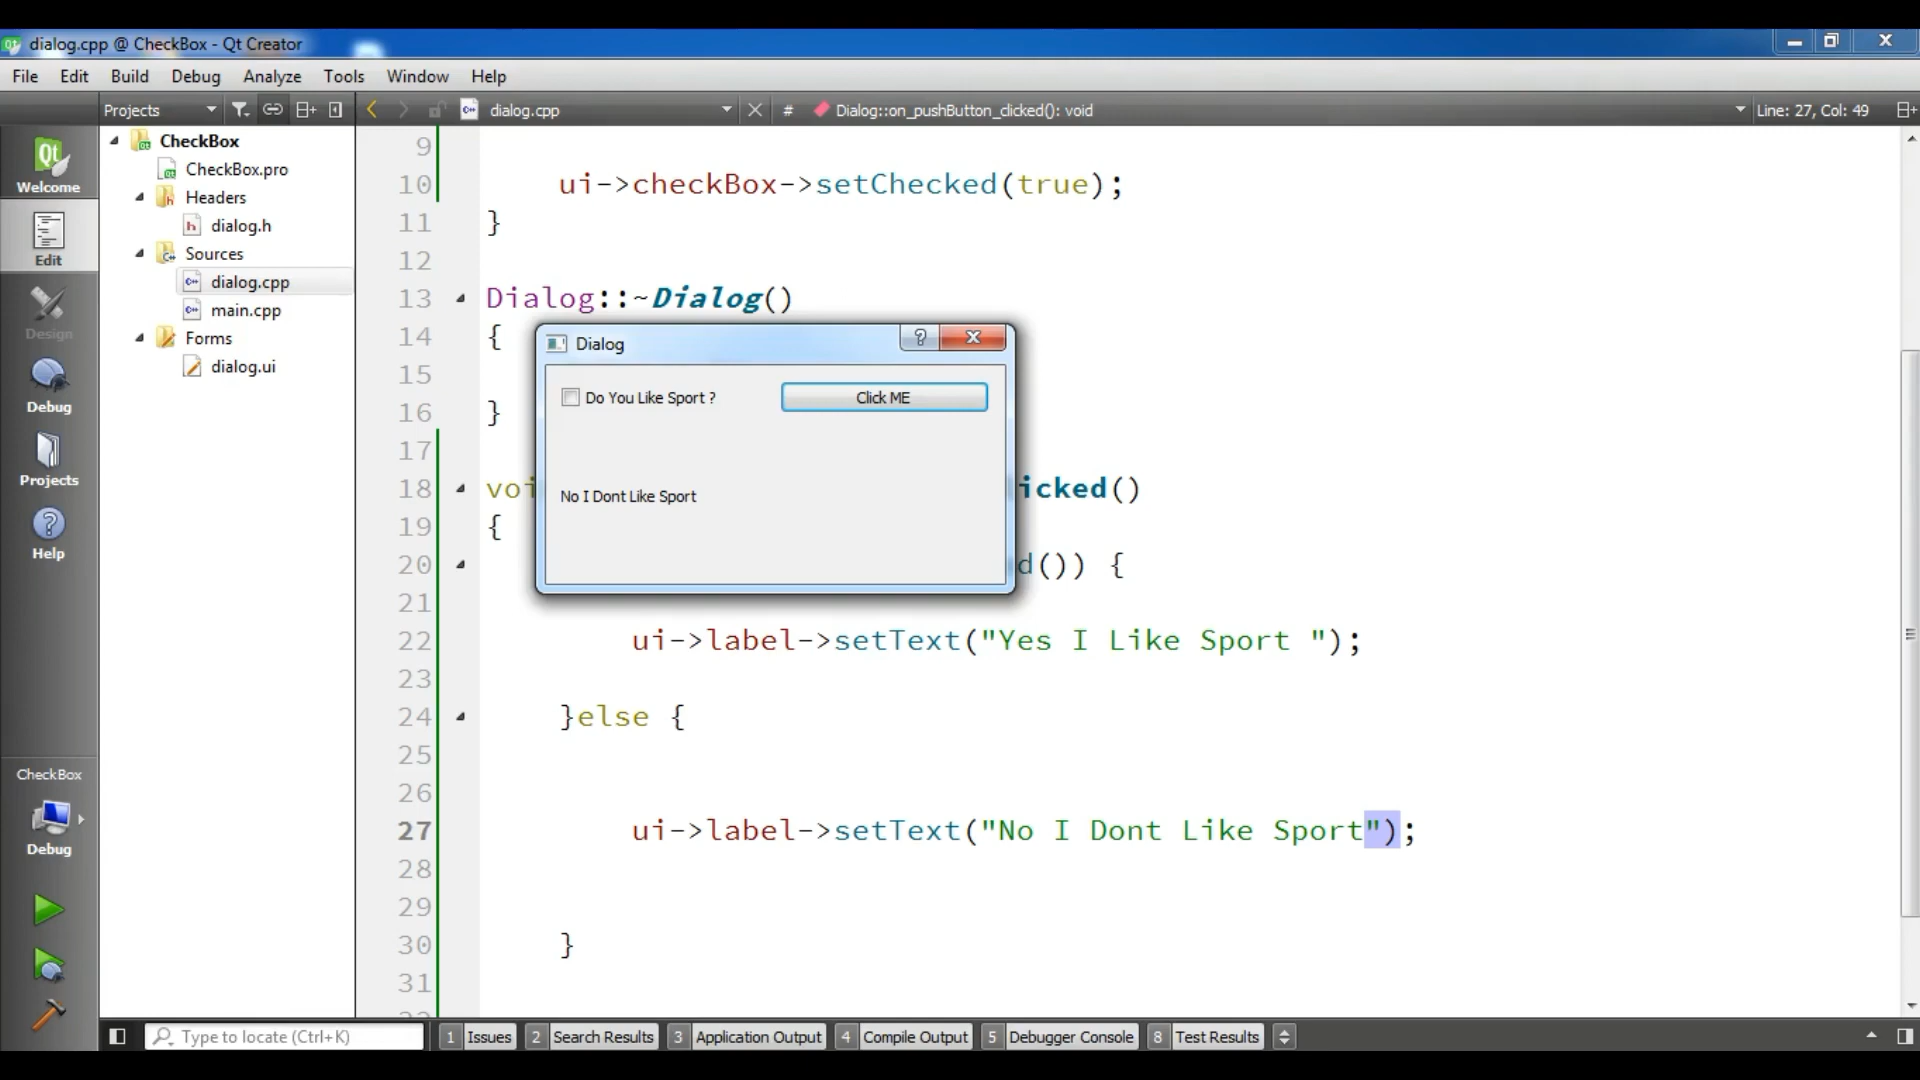 dialog.cpp @ CheckBox - Qt Creator
File Edit Build Debug Analyze Tools Window Help
Projects dialog.cpp # Dialog::on_pushButton_clicked(): void Line: 27, Col: 49
Welcome
Edit
Design
Debug
Projects
Help
CheckBox
Debug
CheckBox
CheckBox.pro
Headers
dialog.h
Sources
dialog.cpp
main.cpp
Forms
dialog.ui
9
10 ui->checkBox->setChecked(true);
11 }
12
13 Dialog::~Dialog()
14 {
15
16 }
17
18 voi icked()
19 {
20 d()) {
21
22 ui->label->setText("Yes I Like Sport ");
23
24 }else {
25
26
27 ui->label->setText("No I Dont Like Sport");
28
29
30 }
31
Dialog ?
Do You Like Sport ? Click ME
No I Dont Like Sport
Type to locate (Ctrl+K) 1 Issues 2 Search Results 3 Application Output 4 Compile Output 5 Debugger Console 8 Test Results